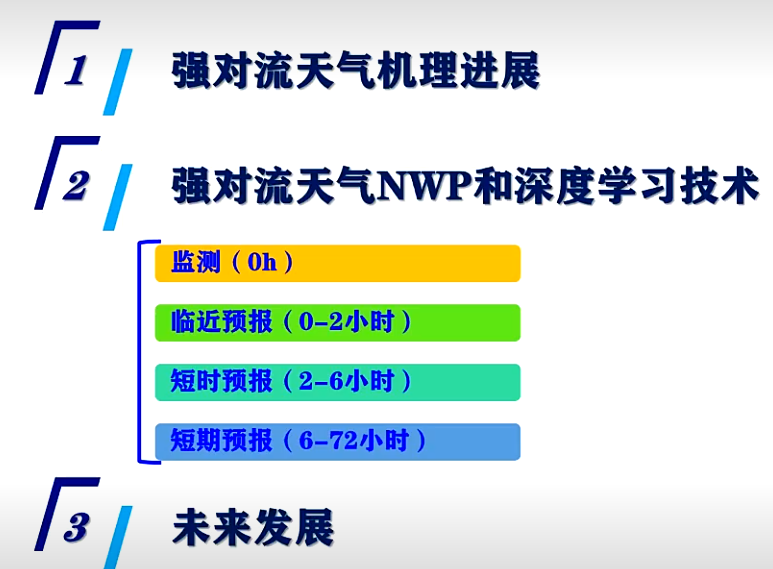 1 强对流天气机理进展
2 强对流天气NWP和深度学习技术
监测（0h）
临近预报（0-2小时）
短时预报（2-6小时）
短期预报（6-72小时）
3 未来发展